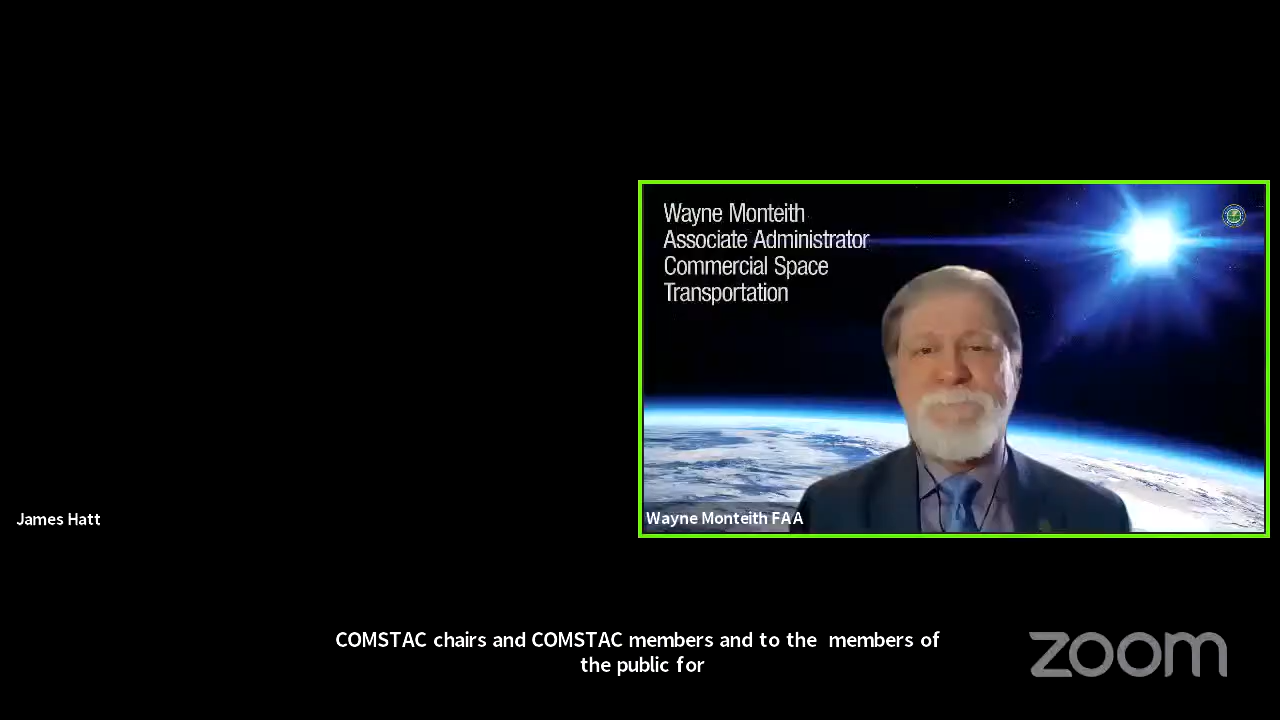 Wayne Monteith
Associate Administrator
Commercial Space
Transportation
James Hatt
Wayne Monteith FAA
COMSTAC chairs and COMSTAC members and to the members of
the public for
zoom